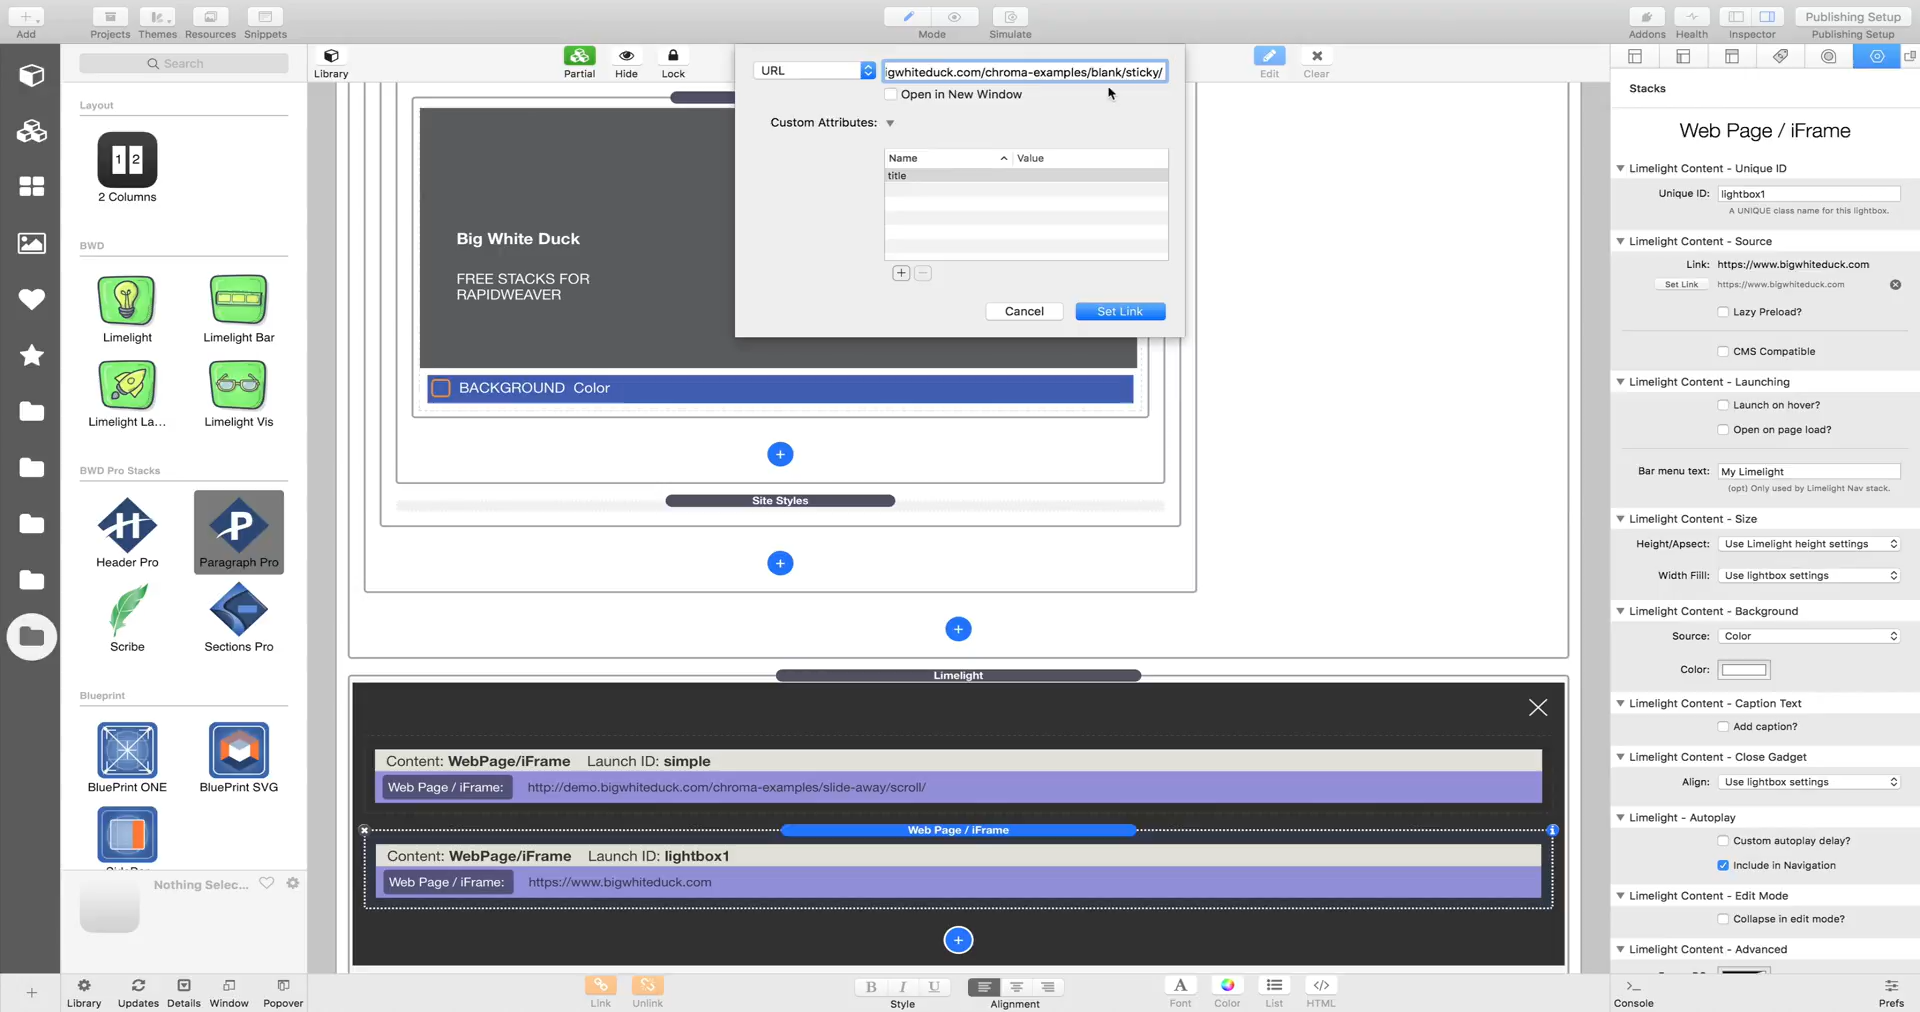 Add
Projects
Themes
Resources
Snippets
Mode
Simulate
Addons
Health
Inspector
Publishing Setup
Publishing Setup
Search
Library
Partial
Hide
Lock
Edit
Clear
Layout
1 2
2 Columns
BWD
Limelight
Limelight Bar
Limelight La...
Limelight Vis
BWD Pro Stacks
Header Pro
Paragraph Pro
Scribe
Sections Pro
Blueprint
BluePrint ONE
BluePrint SVG
Nothing Selec...
Library
Updates
Details
Window
Popover
URL
igwhiteduck.com/chroma-examples/blank/sticky/
Open in New Window
Custom Attributes:
Name
Value
title
Cancel
Set Link
Big White Duck
FREE STACKS FOR
RAPIDWEAVER
BACKGROUND Color
Site Styles
Limelight
Content: WebPage/iFrame Launch ID: simple
Web Page / iFrame: http://demo.bigwhiteduck.com/chroma-examples/slide-away/scroll/
Web Page / iFrame
Content: WebPage/iFrame Launch ID: lightbox1
Web Page / iFrame: https://www.bigwhiteduck.com
Link
Unlink
B I U
Style
Alignment
Font
Color
List
HTML
Stacks
Web Page / iFrame
Limelight Content - Unique ID
Unique ID: lightbox1
A UNIQUE class name for this lightbox.
Limelight Content - Source
Link: https://www.bigwhiteduck.com
Set Link https://www.bigwhiteduck.com
Lazy Preload?
CMS Compatible
Limelight Content - Launching
Launch on hover?
Open on page load?
Bar menu text: My Limelight
(opt) Only used by Limelight Nav stack.
Limelight Content - Size
Height/Apsect: Use Limelight height settings
Width Fiill: Use lightbox settings
Limelight Content - Background
Source: Color
Color:
Limelight Content - Caption Text
Add caption?
Limelight Content - Close Gadget
Align: Use lightbox settings
Limelight - Autoplay
Custom autoplay delay?
Include in Navigation
Limelight Content - Edit Mode
Collapse in edit mode?
Limelight Content - Advanced
Console
Prefs